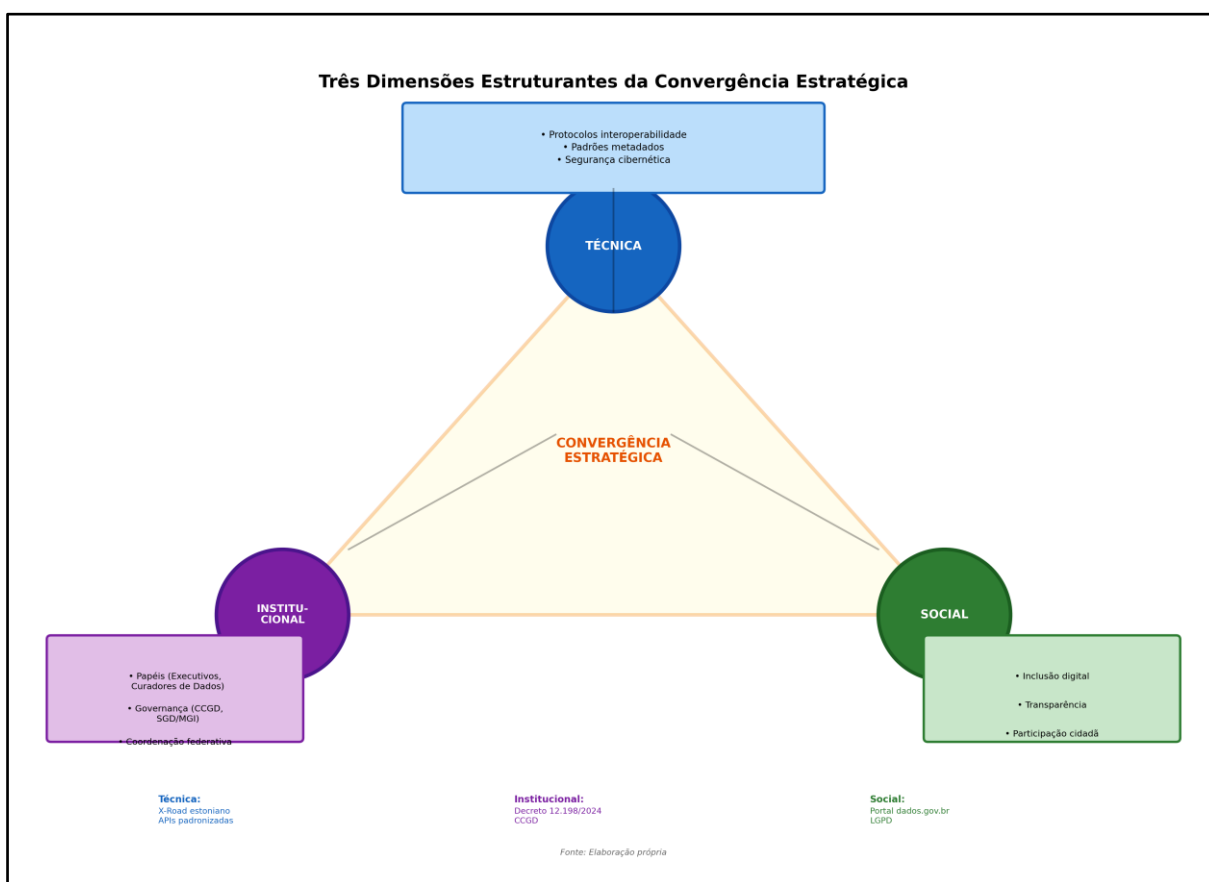 Três Dimensões Estruturantes da Convergência Estratégica
• Protocolos interoperabilidade
• Padrões metadados
• Segurança cibernética
TÉCNICA
CONVERGÊNCIA
ESTRATÉGICA
INSTITU-
CIONAL
• Papéis (Executivos,
Curadores de Dados)
• Governança (CCGD,
SGD/MGI)
• Coordenação federativa
SOCIAL
• Inclusão digital
• Transparência
• Participação cidadã
Técnica:
X-Road estoniano
APIs padronizadas
Institucional:
Decreto 12.198/2024
CCGD
Social:
Portal dados.gov.br
LGPD
Fonte: Elaboração própria